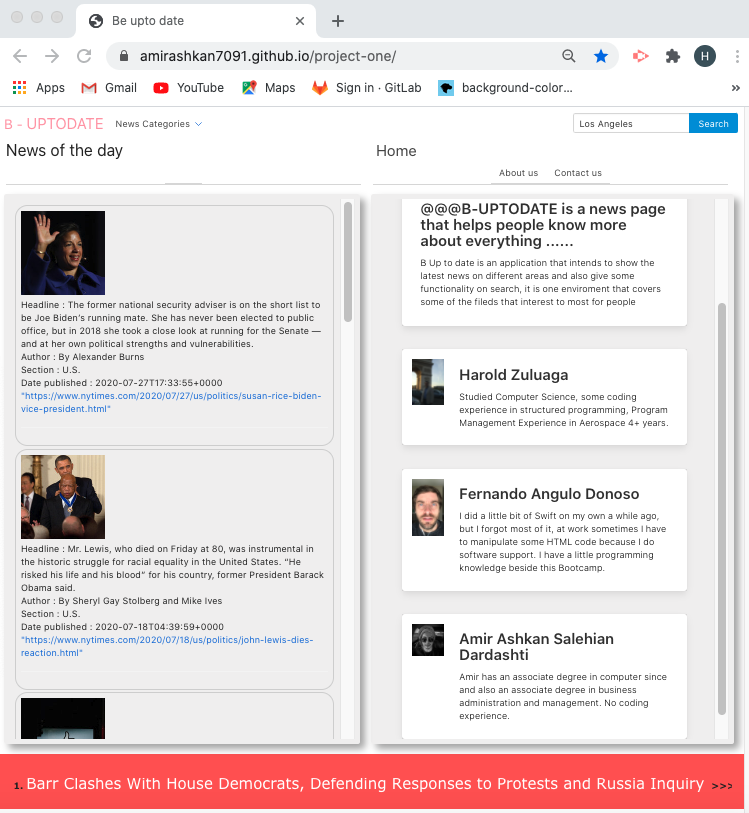 Be upto date
amirashkan7091.github.io/project-one/
H
Apps
Gmail
YouTube
Maps
Sign in · GitLab
background-color...
»
B - UPTODATE
News Categories
Los Angeles
Search
News of the day
Headline : The former national security adviser is on the short list to
be Joe Biden’s running mate. She has never been elected to public
office, but in 2018 she took a close look at running for the Senate —
and at her own political strengths and vulnerabilities.
Author : By Alexander Burns
Section : U.S.
Date published : 2020-07-27T17:33:55+0000
"https://www.nytimes.com/2020/07/27/us/politics/susan-rice-biden-
vice-president.html"
Headline : Mr. Lewis, who died on Friday at 80, was instrumental in
the historic struggle for racial equality in the United States. “He
risked his life and his blood” for his country, former President Barack
Obama said.
Author : By Sheryl Gay Stolberg and Mike Ives
Section : U.S.
Date published : 2020-07-18T04:39:59+0000
"https://www.nytimes.com/2020/07/18/us/politics/john-lewis-dies-
reaction.html"
Home
About us
Contact us
@@@B-UPTODATE is a news page
that helps people know more
about everything ......
B Up to date is an application that intends to show the
latest news on different areas and also give some
functionality on search, it is one enviroment that covers
some of the fileds that interest to most for people
Harold Zuluaga
Studied Computer Science, some coding
experience in structured programming, Program
Management Experience in Aerospace 4+ years.
Fernando Angulo Donoso
I did a little bit of Swift on my own a while ago,
but I forgot most of it, at work sometimes I have
to manipulate some HTML code because I do
software support. I have a little programming
knowledge beside this Bootcamp.
Amir Ashkan Salehian
Dardashti
Amir has an associate degree in computer since
and also an associate degree in business
administration and management. No coding
experience.
1. Barr Clashes With House Democrats, Defending Responses to Protests and Russia Inquiry >>>